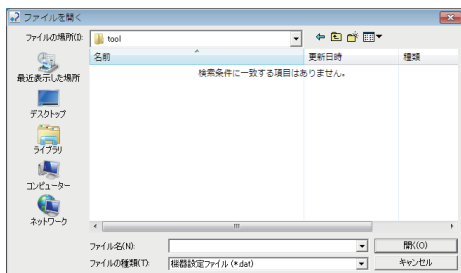 ファイルを開く
ファイルの場所(I):
tool
名前
更新日時
種類
検索条件に一致する項目はありません。
最近表示した場所
デスクトップ
ライブラリ
コンピューター
ネットワーク
ファイル名(N):
開く(O)
ファイルの種類(T):
機器設定ファイル (*.dat)
キャンセル